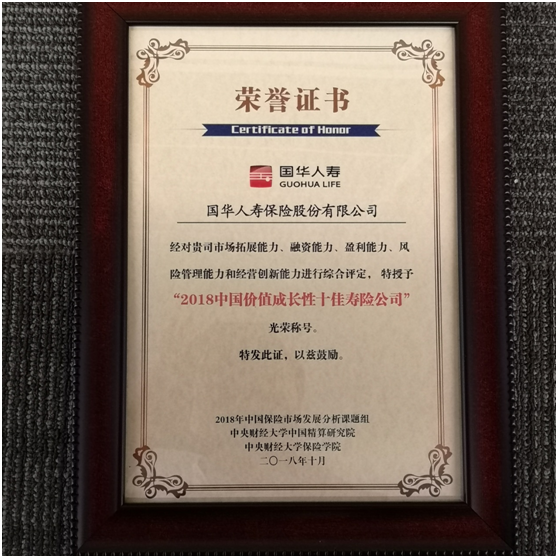 荣誉证书
Certificate of Honor
国华人寿
GUOHUA LIFE
国华人寿保险股份有限公司
经对贵司市场拓展能力、融资能力、盈利能力、风
险管理能力和经营创新能力进行综合评定，特授予
“2018中国价值成长性十佳寿险公司”
光荣称号。
特发此证，以兹鼓励。
2018年中国保险市场发展分析课题组
中央财经大学中国精算研究院
中央财经大学保险学院
二〇一八年十月